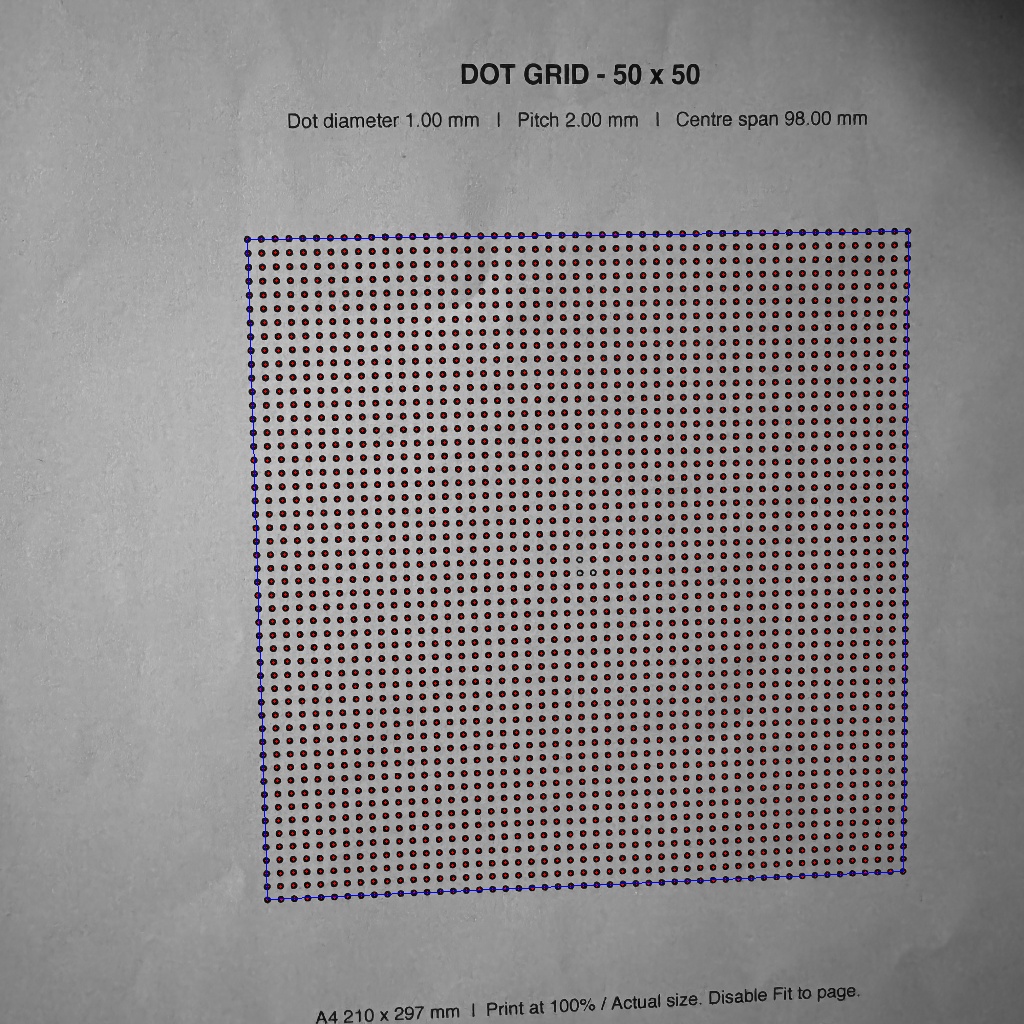 DOT GRID - 50 x 50
Dot diameter 1.00 mm | Pitch 2.00 mm | Centre span 98.00 mm
A4 210 x 297 mm | Print at 100% / Actual size. Disable Fit to page.